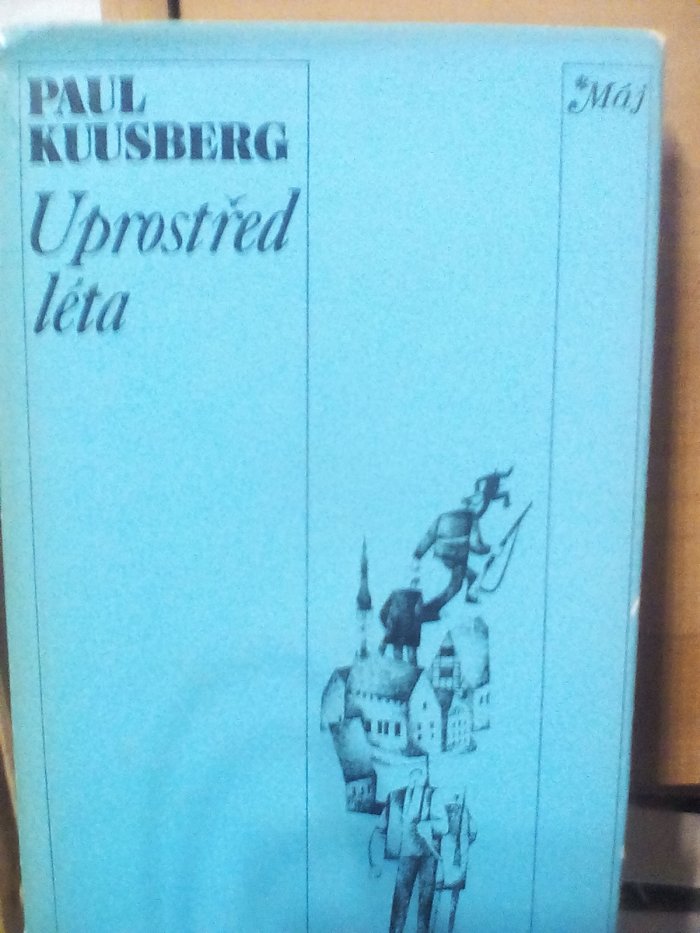 PAUL
KUUSBERG
Uprostřed
léta
Máj